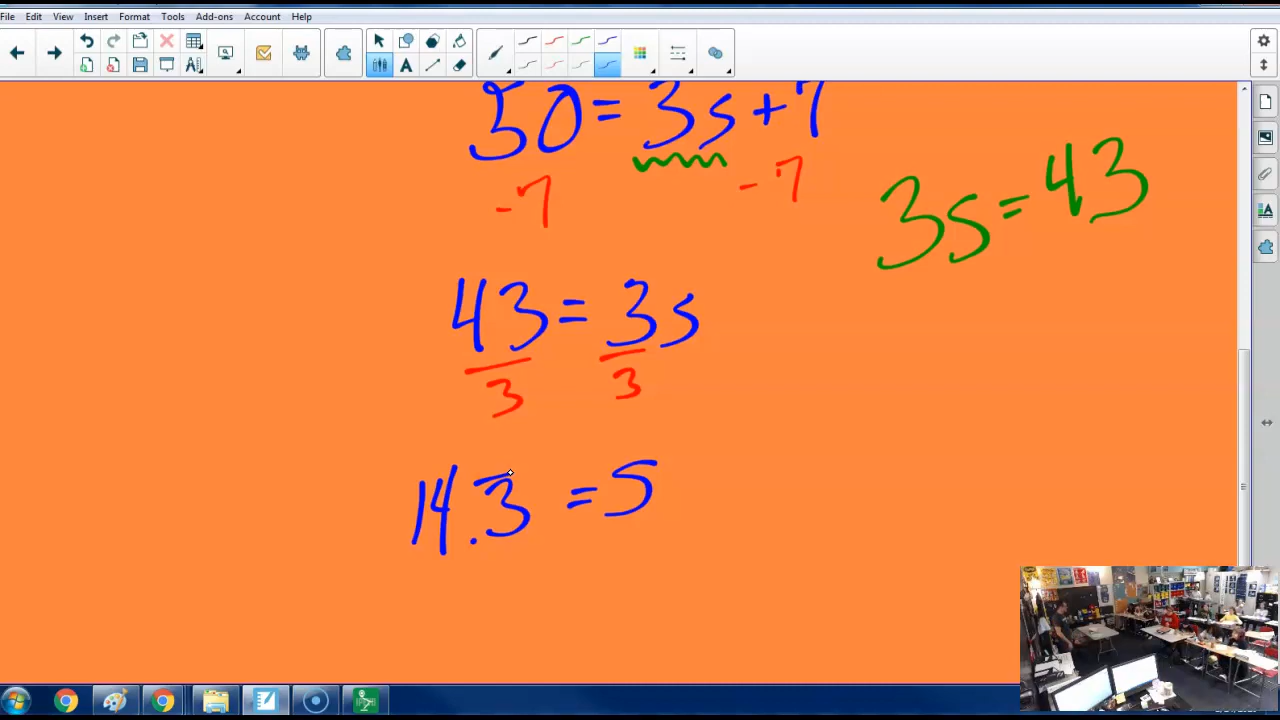 File Edit View Insert Format Tools Add-ons Account Help
50 = 3s + 7
-7 -7
3s = 43
43 = 3s
3 3
14.3̅ = s